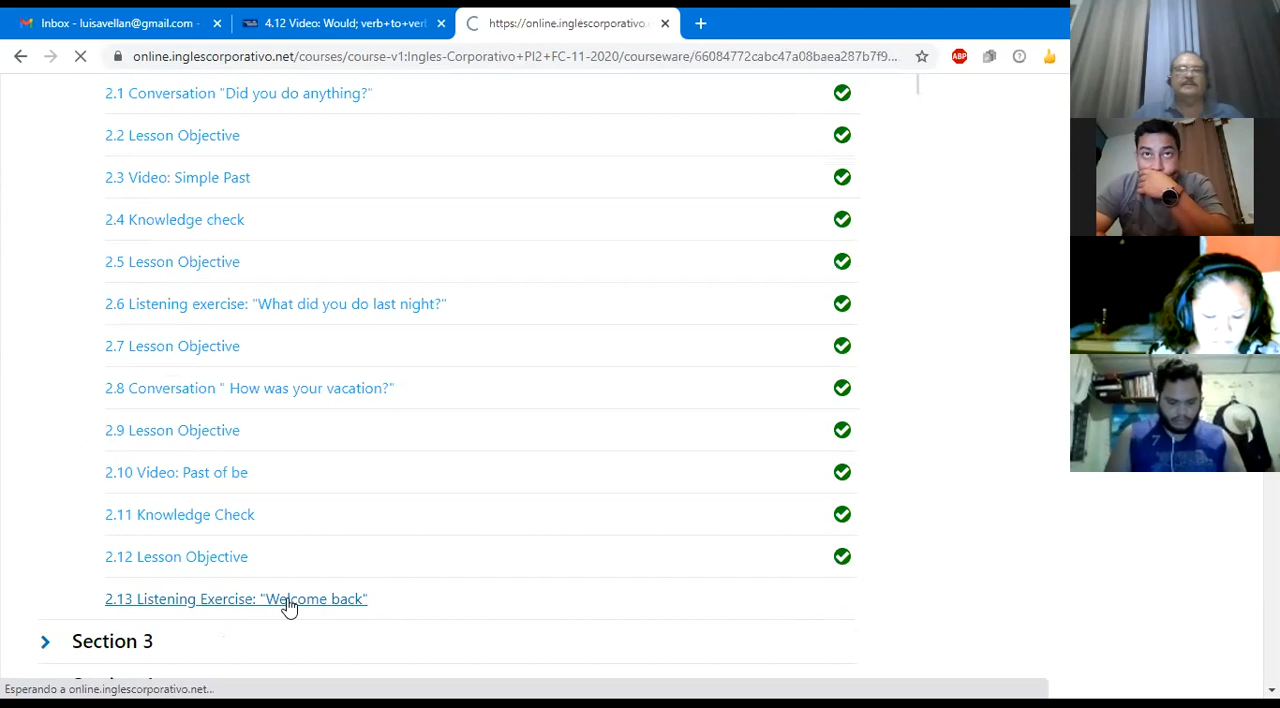 Inbox - luisavellan@gmail.com -
4.12 Video: Would; verb+to+verb
https://online.inglescorporativo.
online.inglescorporativo.net/courses/course-v1:Ingles-Corporativo+PI2+FC-11-2020/courseware/66084772cabc47a08baea287b7f9...
2.1 Conversation "Did you do anything?"
2.2 Lesson Objective
2.3 Video: Simple Past
2.4 Knowledge check
2.5 Lesson Objective
2.6 Listening exercise: "What did you do last night?"
2.7 Lesson Objective
2.8 Conversation " How was your vacation?"
2.9 Lesson Objective
2.10 Video: Past of be
2.11 Knowledge Check
2.12 Lesson Objective
2.13 Listening Exercise: "Welcome back"
Section 3
Esperando a online.inglescorporativo.net...
ABP
7